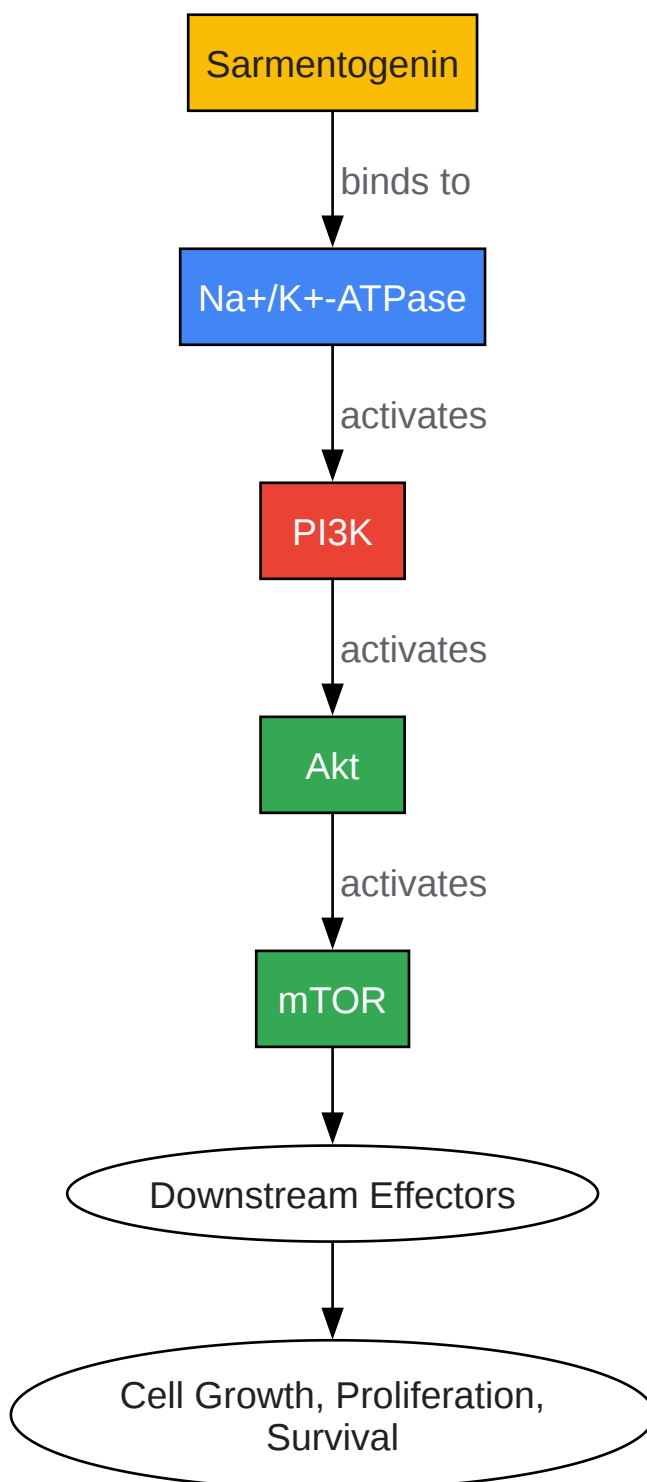 Sarmentogenin
binds to
Na+/K+-ATPase
activates
PI3K
activates
Akt
activates
mTOR
Downstream Effectors
Cell Growth, Proliferation,
Survival